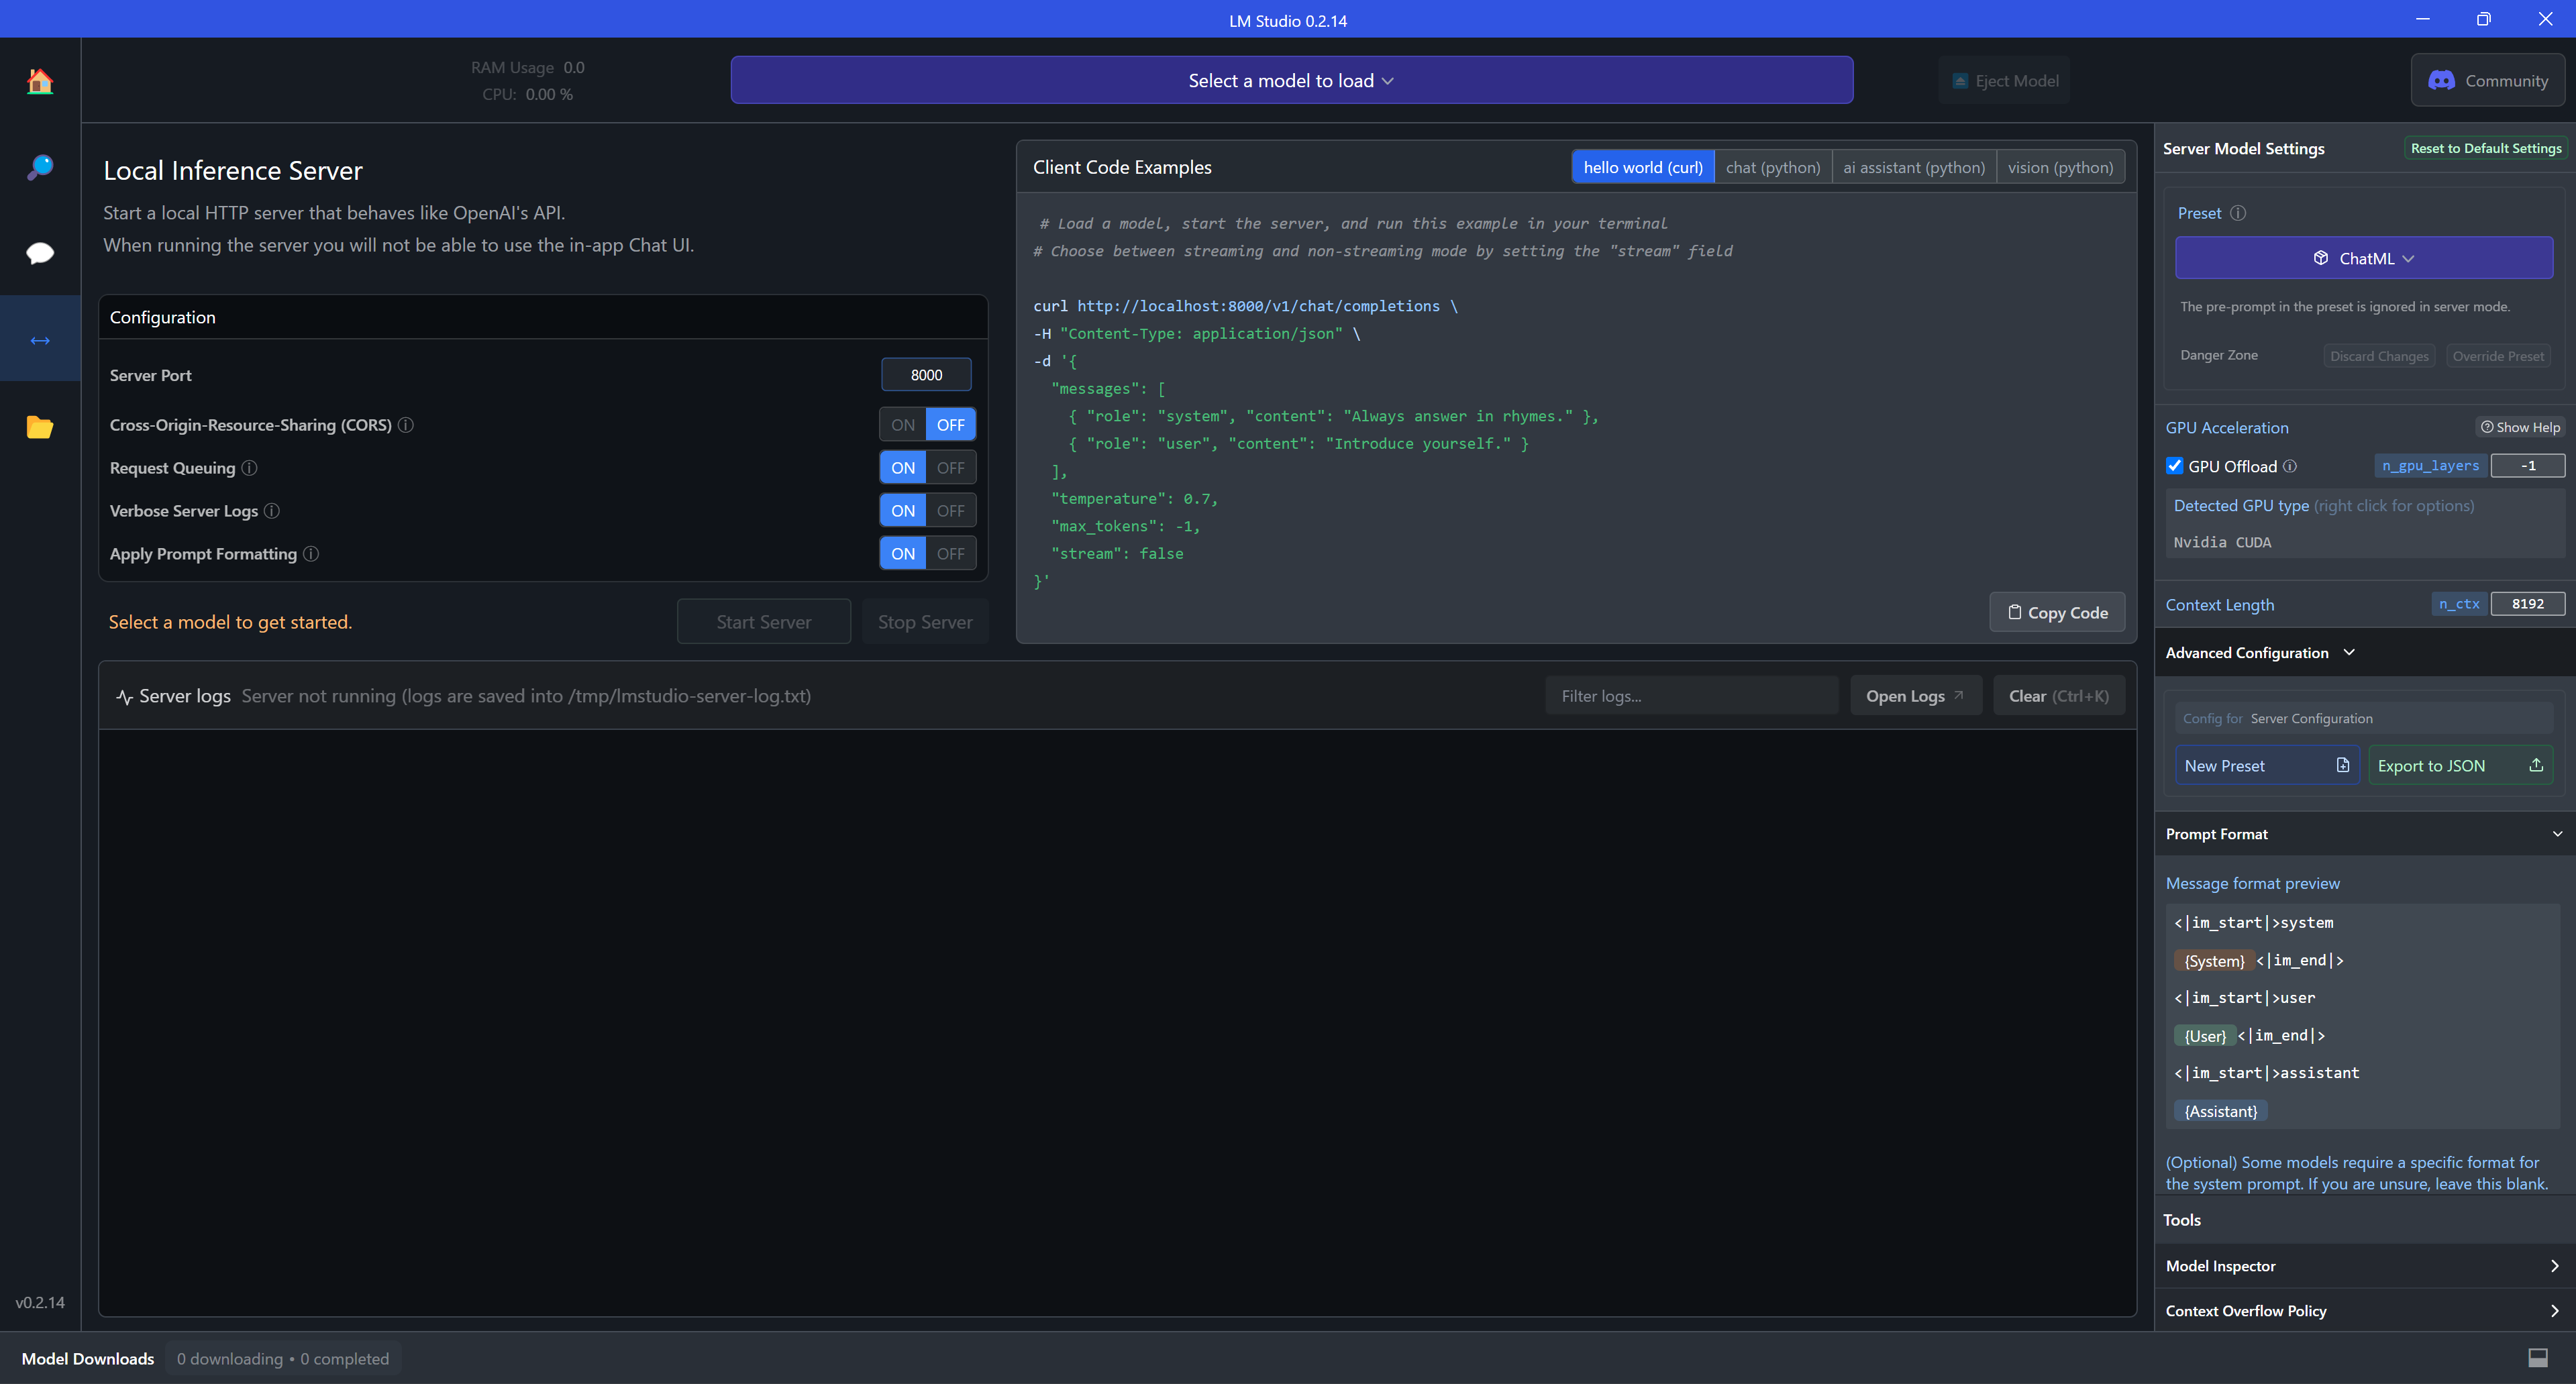 LM Studio 0.2.14
RAM Usage 0.0
CPU: 0.00 %
Select a model to load
Eject Model
Community
Local Inference Server
Start a local HTTP server that behaves like OpenAI's API.
When running the server you will not be able to use the in-app Chat UI.
Configuration
Server Port 8000
Cross-Origin-Resource-Sharing (CORS) ON OFF
Request Queuing ON OFF
Verbose Server Logs ON OFF
Apply Prompt Formatting ON OFF
Select a model to get started.
Start Server
Stop Server
Client Code Examples
hello world (curl) chat (python) ai assistant (python) vision (python)
# Load a model, start the server, and run this example in your terminal
# Choose between streaming and non-streaming mode by setting the "stream" field
curl http://localhost:8000/v1/chat/completions \
-H "Content-Type: application/json" \
-d '{
"messages": [
{ "role": "system", "content": "Always answer in rhymes." },
{ "role": "user", "content": "Introduce yourself." }
],
"temperature": 0.7,
"max_tokens": -1,
"stream": false
}'
Copy Code
Server logs Server not running (logs are saved into /tmp/lmstudio-server-log.txt)
Filter logs...
Open Logs
Clear (Ctrl+K)
Server Model Settings
Reset to Default Settings
Preset
ChatML
The pre-prompt in the preset is ignored in server mode.
Danger Zone Discard Changes Override Preset
GPU Acceleration
Show Help
GPU Offload n_gpu_layers -1
Detected GPU type (right click for options)
Nvidia CUDA
Context Length n_ctx 8192
Advanced Configuration
Config for Server Configuration
New Preset
Export to JSON
Prompt Format
Message format preview
<|im_start|>system
{System}<|im_end|>
<|im_start|>user
{User}<|im_end|>
<|im_start|>assistant
{Assistant}
(Optional) Some models require a specific format for
the system prompt. If you are unsure, leave this blank.
Tools
Model Inspector
Context Overflow Policy
v0.2.14
Model Downloads 0 downloading • 0 completed